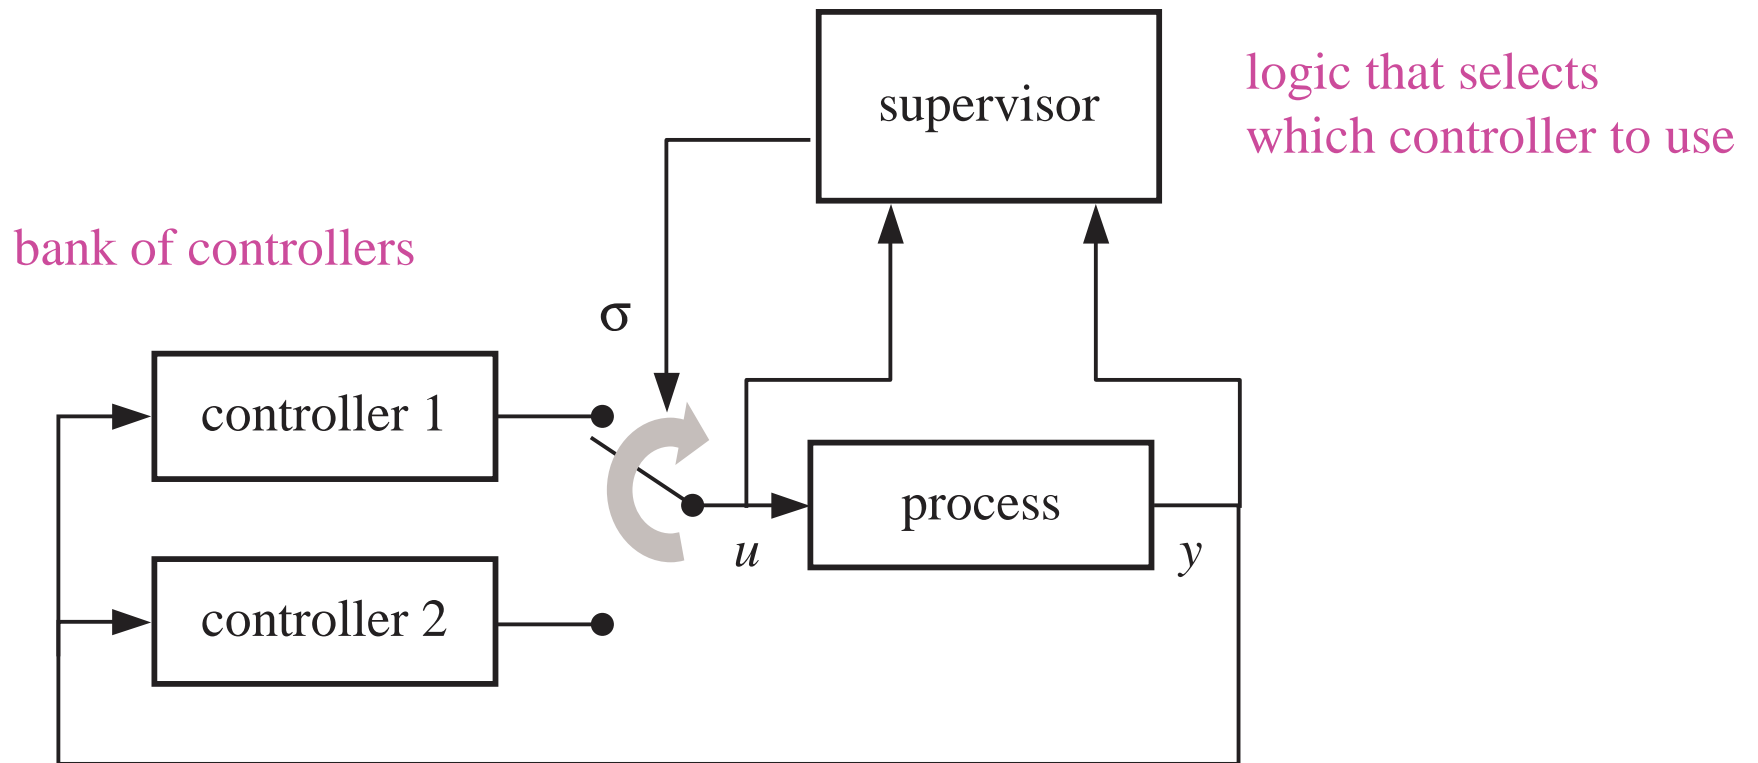 supervisor
logic that selects
which controller to use
bank of controllers
σ
controller 1
process
u
y
controller 2